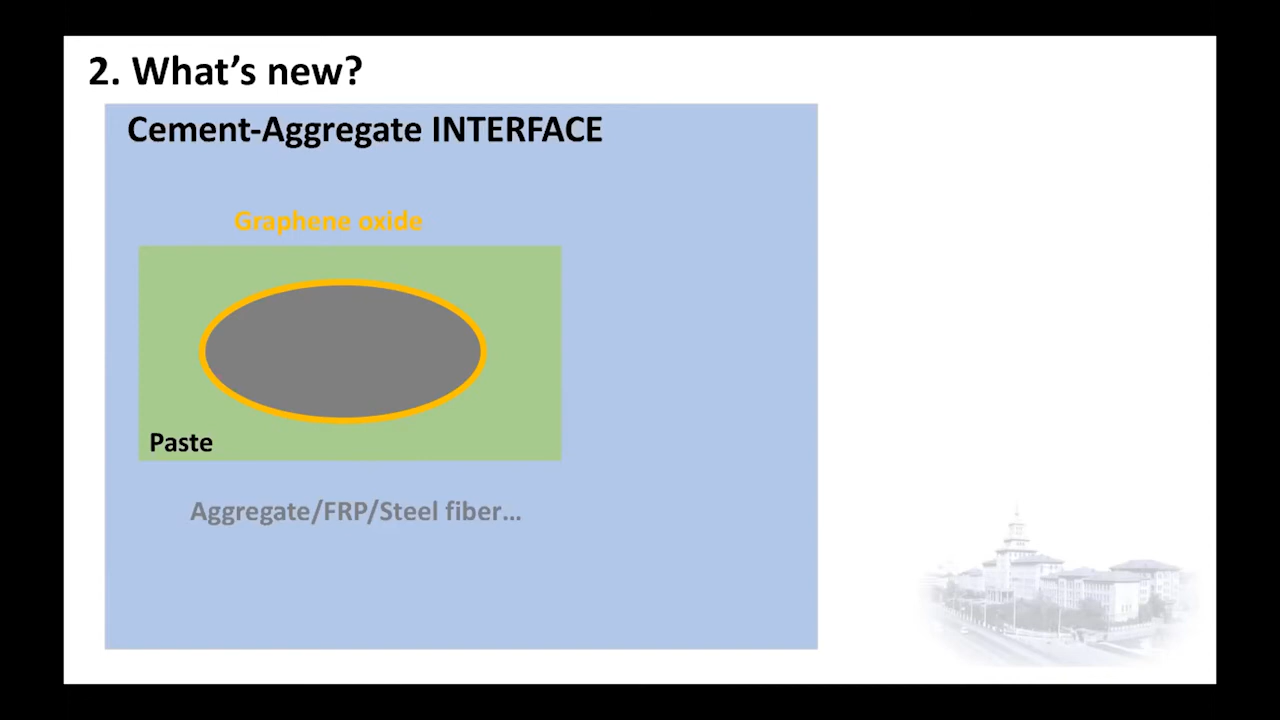 2. What’s new?
Cement-Aggregate INTERFACE
Graphene oxide
Paste
Aggregate/FRP/Steel fiber…